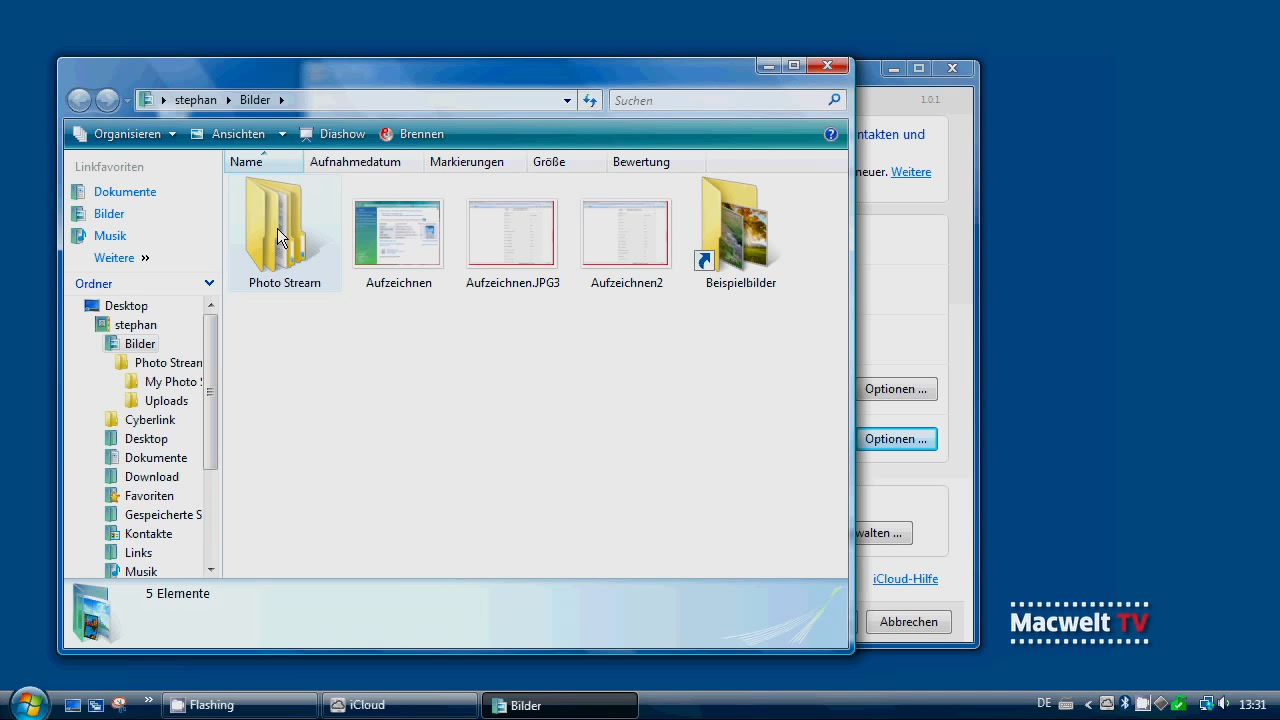 1.0.1
stephan Bilder
Suchen
Organisieren Ansichten Diashow Brennen
Linkfavoriten
Dokumente
Bilder
Musik
Weitere
Ordner
Desktop
stephan
Bilder
Photo Strean
My Photo
Uploads
Cyberlink
Desktop
Dokumente
Download
Favoriten
Gespeicherte S
Kontakte
Links
Musik
Name Aufnahmedatum Markierungen Größe Bewertung
Photo Stream Aufzeichnen Aufzeichnen.JPG3 Aufzeichnen2 Beispielbilder
5 Elemente
ntakten und
neuer. Weitere
Optionen ...
Optionen ...
walten ...
iCloud-Hilfe
Abbrechen
Macwelt TV
Flashing iCloud Bilder DE 13:31